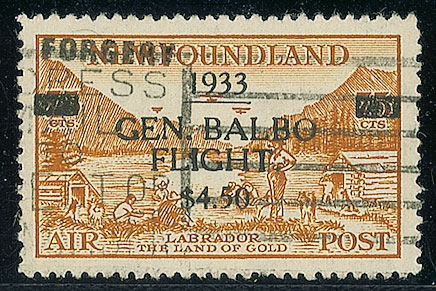 FORGERY
NEWFOUNDLAND
1933
75 75
CTS. CTS.
GEN. BALBO
FLIGHT.
$4.50
LABRADOR
AIR POST
THE LAND OF GOLD